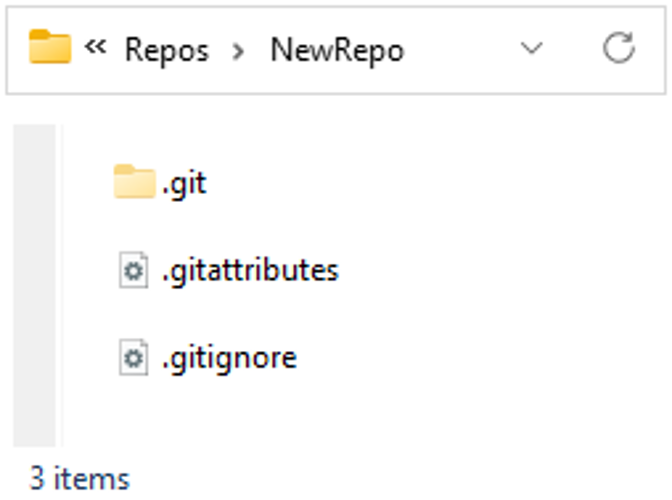 « Repos > NewRepo
.git
.gitattributes
.gitignore
3 items